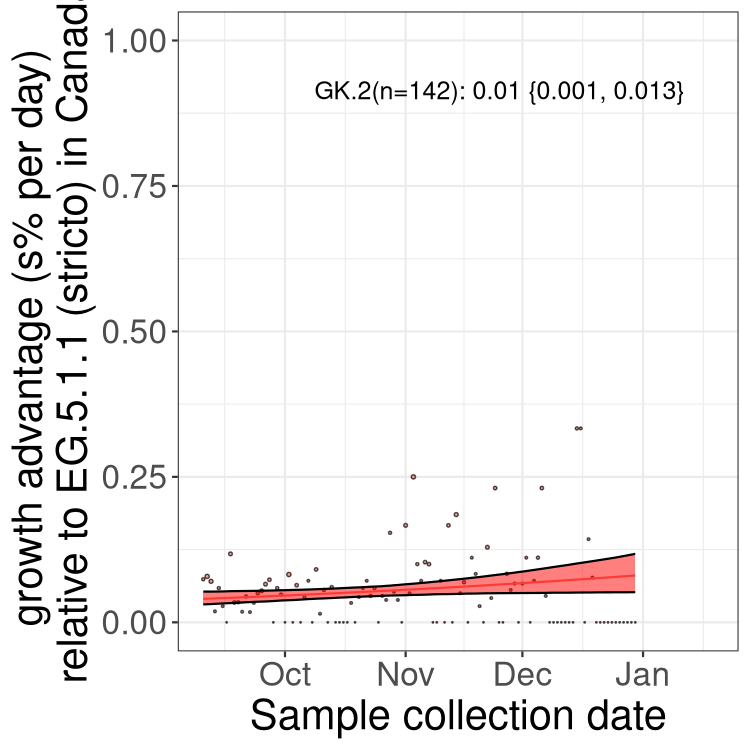 growth advantage (s% per day)
relative to EG.5.1.1 (stricto) in Canada
1.00
0.75
0.50
0.25
0.00
GK.2(n=142): 0.01 {0.001, 0.013}
Oct Nov Dec Jan
Sample collection date